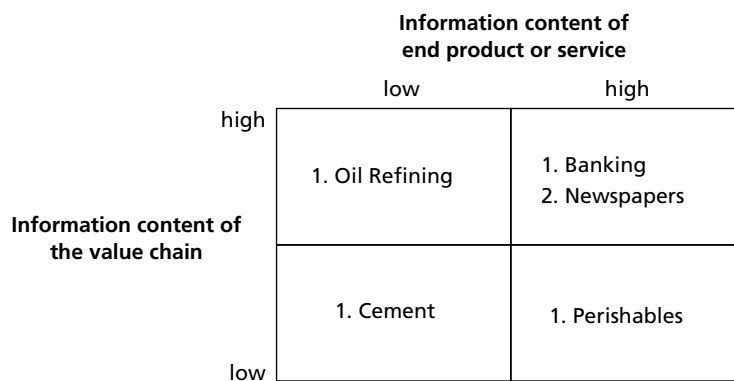 Information content of
end product or service
low
high
high
1. Oil Refining
1. Banking
2. Newspapers
Information content of
the value chain
1. Cement
1. Perishables
low